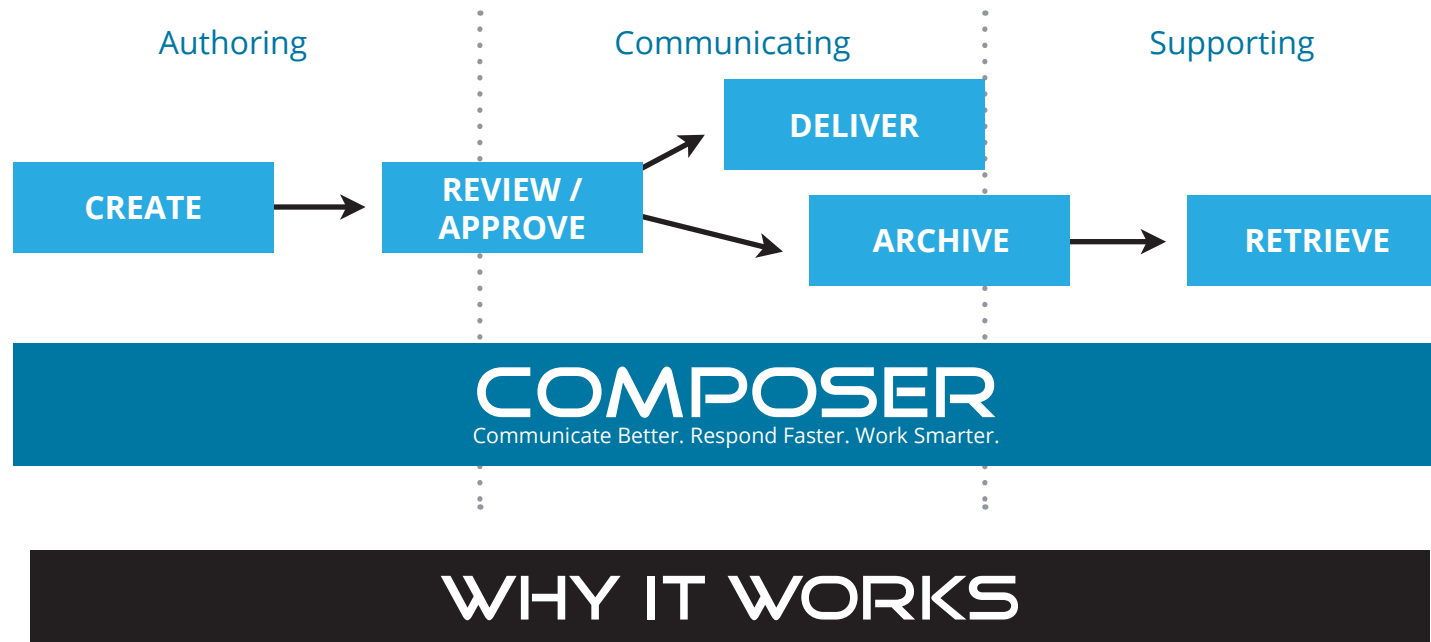 Authoring
Communicating
Supporting
DELIVER
CREATE
REVIEW /
APPROVE
ARCHIVE
RETRIEVE
COMPOSER
Communicate Better. Respond Faster. Work Smarter.
WHY IT WORKS